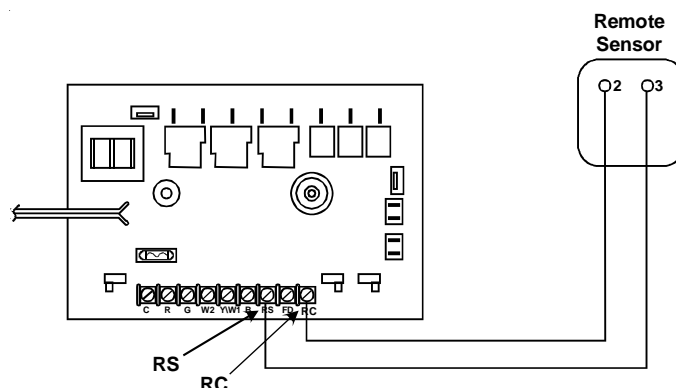 Remote
Sensor
2 3
C R G W2 Y\W1 B RS FD RC
RS
RC